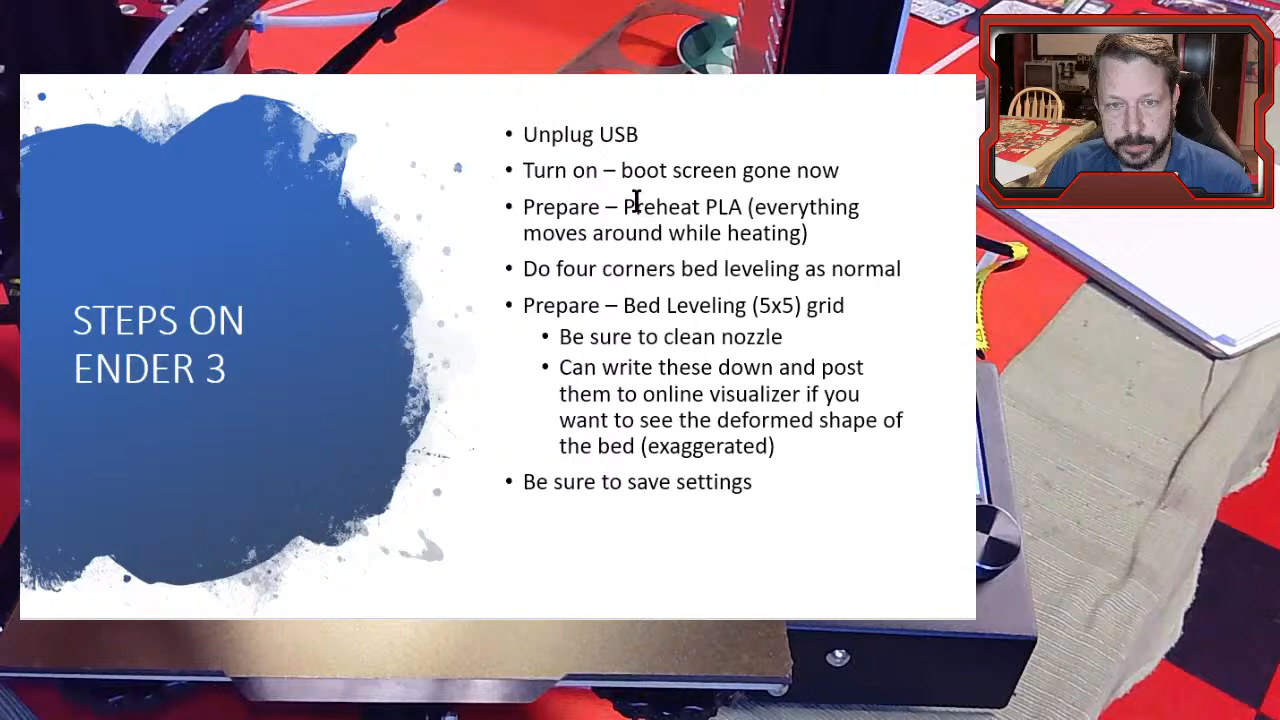 STEPS ON
ENDER 3
• Unplug USB
• Turn on – boot screen gone now
• Prepare – Preheat PLA (everything
moves around while heating)
• Do four corners bed leveling as normal
• Prepare – Bed Leveling (5x5) grid
• Be sure to clean nozzle
• Can write these down and post
them to online visualizer if you
want to see the deformed shape of
the bed (exaggerated)
• Be sure to save settings